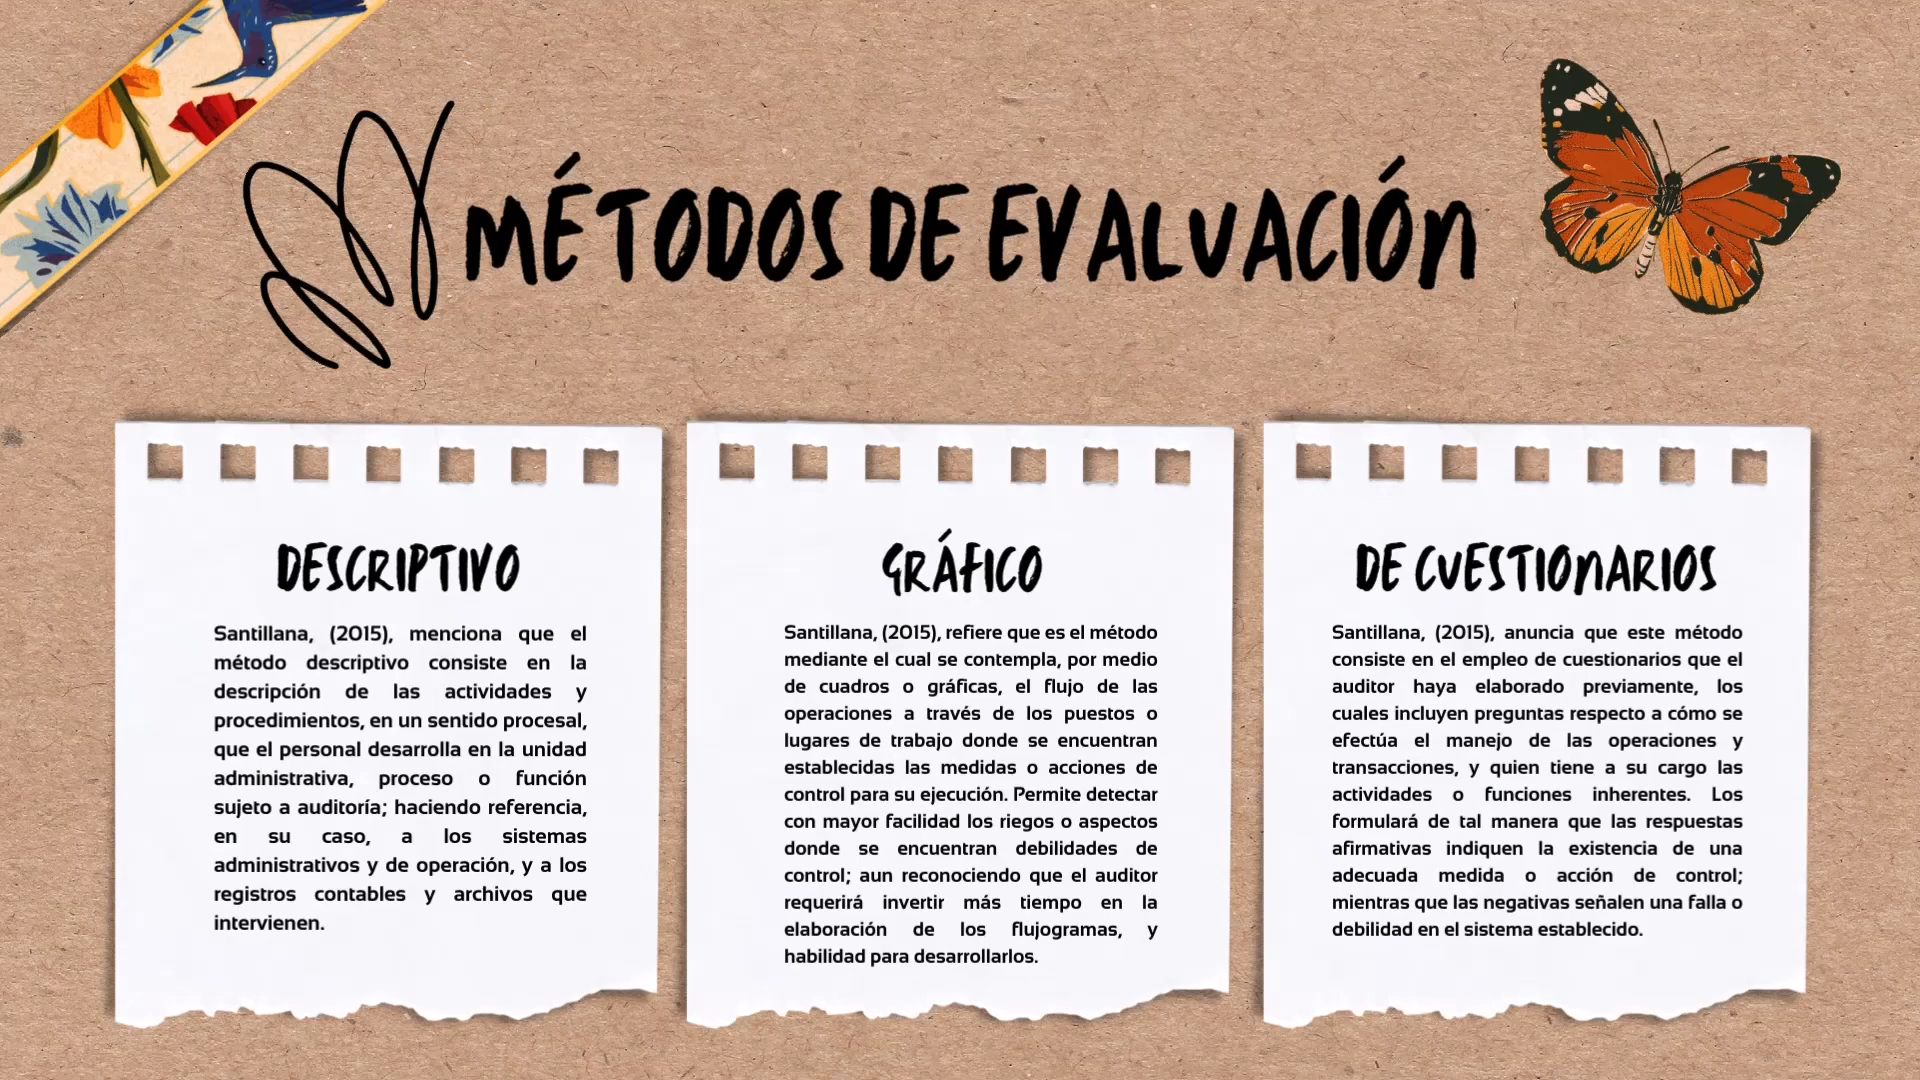 MÉTODOS DE EVALUACIÓN
DESCRIPTIVO
Santillana, (2015), menciona que el
método descriptivo consiste en la
descripción de las actividades y
procedimientos, en un sentido procesal,
que el personal desarrolla en la unidad
administrativa, proceso o función
sujeto a auditoría; haciendo referencia,
en su caso, a los sistemas
administrativos y de operación, y a los
registros contables y archivos que
intervienen.
GRÁFICO
Santillana, (2015), refiere que es el método
mediante el cual se contempla, por medio
de cuadros o gráficas, el flujo de las
operaciones a través de los puestos o
lugares de trabajo donde se encuentran
establecidas las medidas o acciones de
control para su ejecución. Permite detectar
con mayor facilidad los riegos o aspectos
donde se encuentran debilidades de
control; aun reconociendo que el auditor
requerirá invertir más tiempo en la
elaboración de los flujogramas, y
habilidad para desarrollarlos.
DE CUESTIONARIOS
Santillana, (2015), anuncia que este método
consiste en el empleo de cuestionarios que el
auditor haya elaborado previamente, los
cuales incluyen preguntas respecto a cómo se
efectúa el manejo de las operaciones y
transacciones, y quien tiene a su cargo las
actividades o funciones inherentes. Los
formulará de tal manera que las respuestas
afirmativas indiquen la existencia de una
adecuada medida o acción de control;
mientras que las negativas señalen una falla o
debilidad en el sistema establecido.